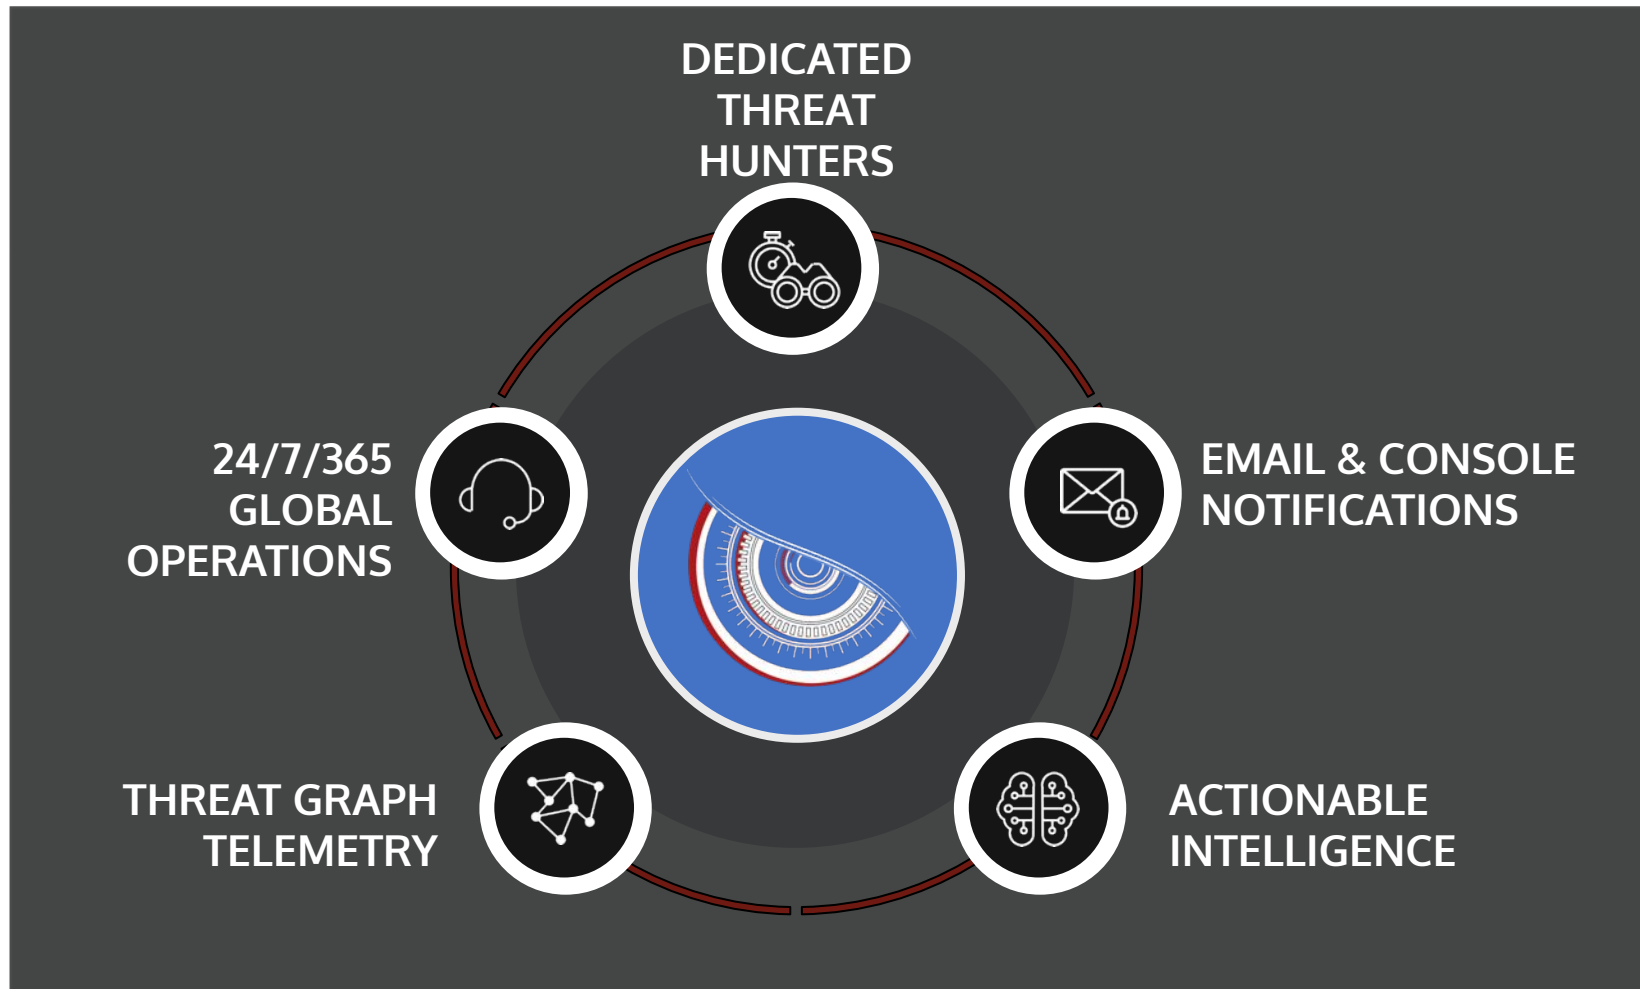 DEDICATED
THREAT
HUNTERS
24/7/365
GLOBAL
OPERATIONS
EMAIL & CONSOLE
NOTIFICATIONS
THREAT GRAPH
TELEMETRY
ACTIONABLE
INTELLIGENCE